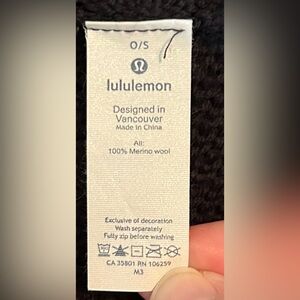 O/S
lululemon
Designed in
Vancouver
Made in China
All:
100% Merino wool
Exclusive of decoration
Wash separately
Fully zip before washing
CA 35801 RN 106259
M3